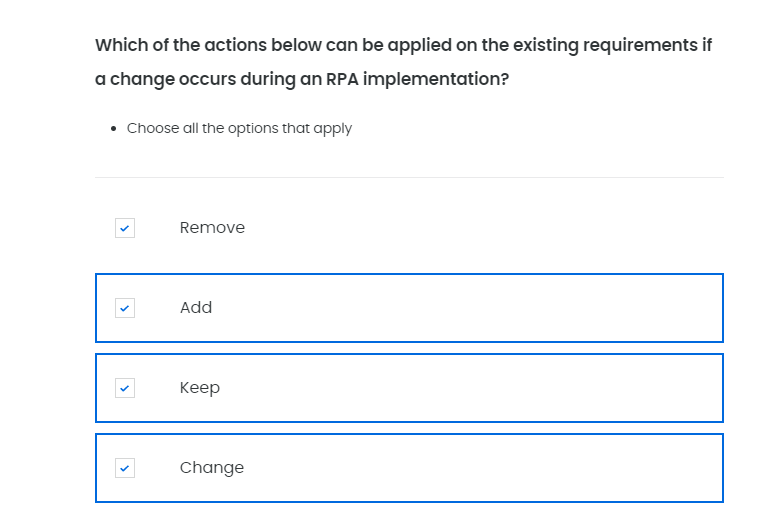 Which of the actions below can be applied on the existing requirements if
a change occurs during an RPA implementation?
• Choose all the options that apply
Remove
Add
Keep
Change